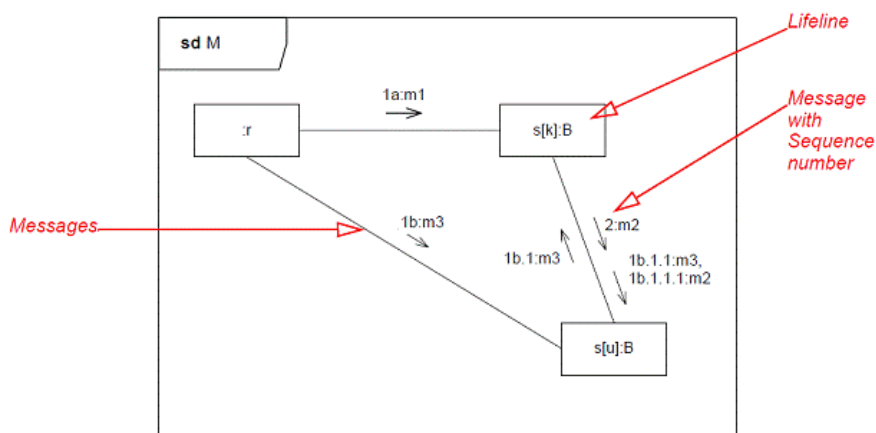 sd M
Lifeline
1a:m1
:r
s[k]:B
Message
with
Sequence
number
Messages
1b:m3
2:m2
1b.1:m3
1b.1.1:m3,
1b.1.1.1:m2
s[u]:B